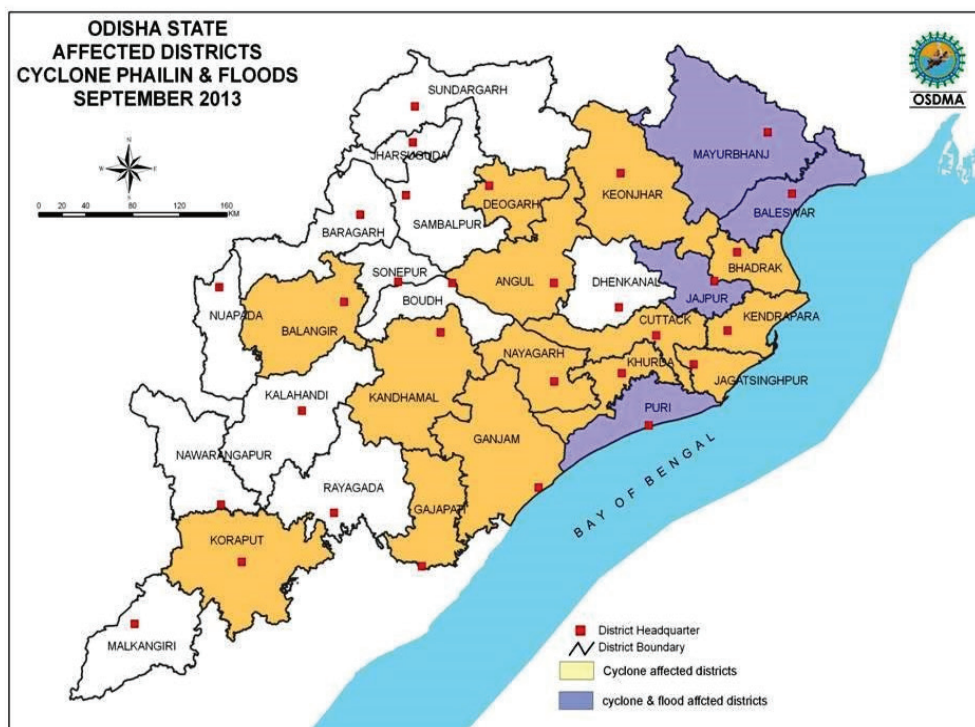 ODISHA STATE
AFFECTED DISTRICTS
CYCLONE PHAILIN & FLOODS
SEPTEMBER 2013
OSDMA
N
W
E
S
0 40 80 120 160
KM
SUNDARGARH
JHARSUGUDA
MAYURBHANJ
KEONJHAR
DEOGARH
SAMBALPUR
BARAGARH
BALESWAR
BHADRAK
SONEPUR
ANGUL
DHENKANAL
JAJPUR
BOUDH
NUAPADA
BALANGIR
CUTTACK
KENDRAPARA
NAYAGARH
KHURDA
JAGATSINGHPUR
KALAHANDI
KANDHAMAL
PURI
GANJAM
NAWARANGAPUR
RAYAGADA
GAJAPATI
BAY OF BENGAL
KORAPUT
MALKANGIRI
District Headquarter
District Boundary
Cyclone affected districts
cyclone & flood affcted districts